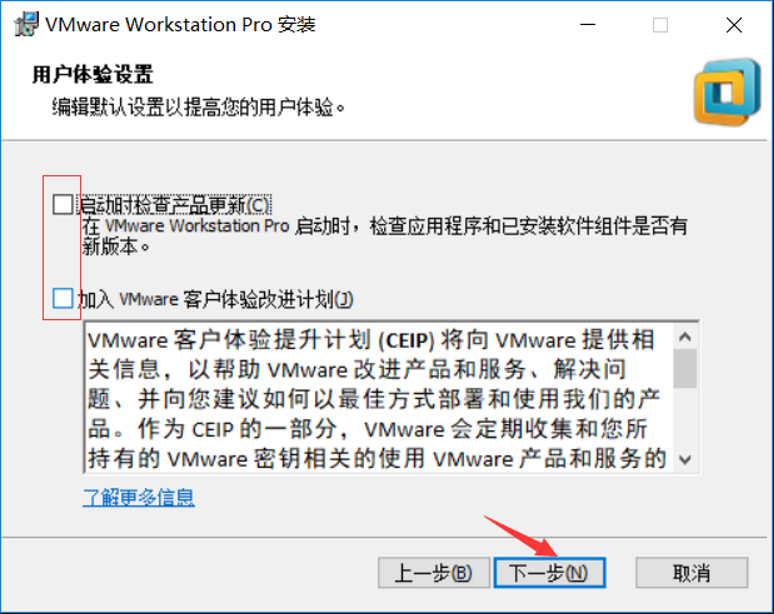 VMware Workstation Pro 安装
用户体验设置
编辑默认设置以提高您的用户体验。
启动时检查产品更新(C)
在 VMware Workstation Pro 启动时，检查应用程序和已安装软件组件是否有
新版本。
加入 VMware 客户体验改进计划(J)
VMware 客户体验提升计划 (CEIP) 将向 VMware 提供相
关信息，以帮助 VMware 改进产品和服务、解决问
题、并向您建议如何以最佳方式部署和使用我们的产
品。作为 CEIP 的一部分，VMware 会定期收集和您所
持有的 VMware 密钥相关的使用 VMware 产品和服务的
了解更多信息
上一步(B) 下一步(N) 取消